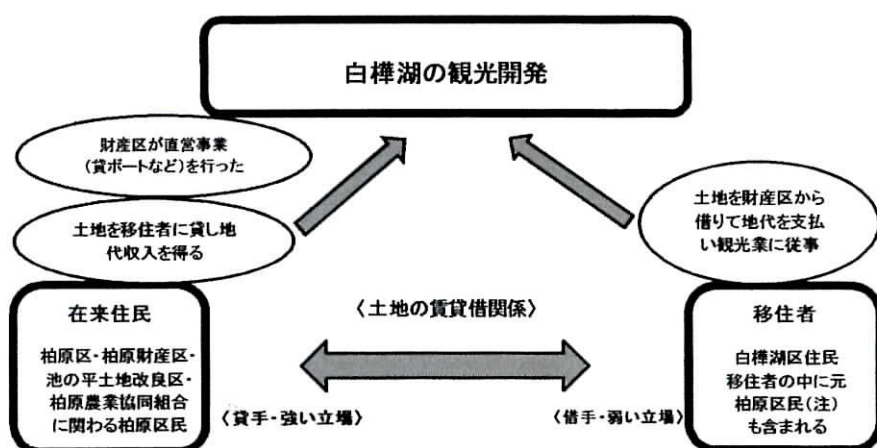 白樺湖の観光開発
財産区が直営事業
(貸ボートなど)を行った
土地を移住者に貸し地
代収入を得る
土地を財産区から
借りて地代を支払
い観光業に従事
在来住民
柏原区・柏原財産区・
池の平土地改良区・
柏原農業協同組合
に関わる柏原区民
〈土地の賃貸借関係〉
〈貸手・強い立場〉
〈借手・弱い立場〉
移住者
白樺湖区住民
移住者の中に元
柏原区民(注)
も含まれる